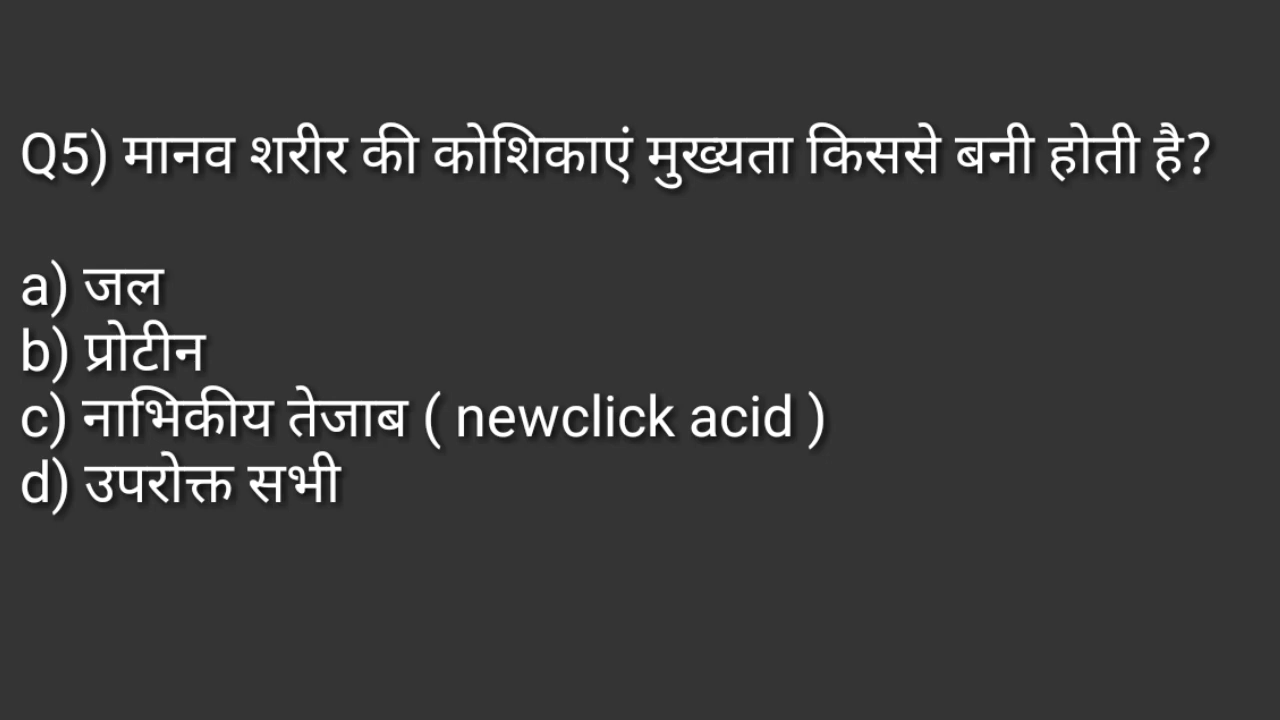 Q5) मानव शरीर की कोशिकाएं मुख्यता किससे बनी होती है?
a) जल
b) प्रोटीन
c) नाभिकीय तेजाब ( newclick acid )
d) उपरोक्त सभी